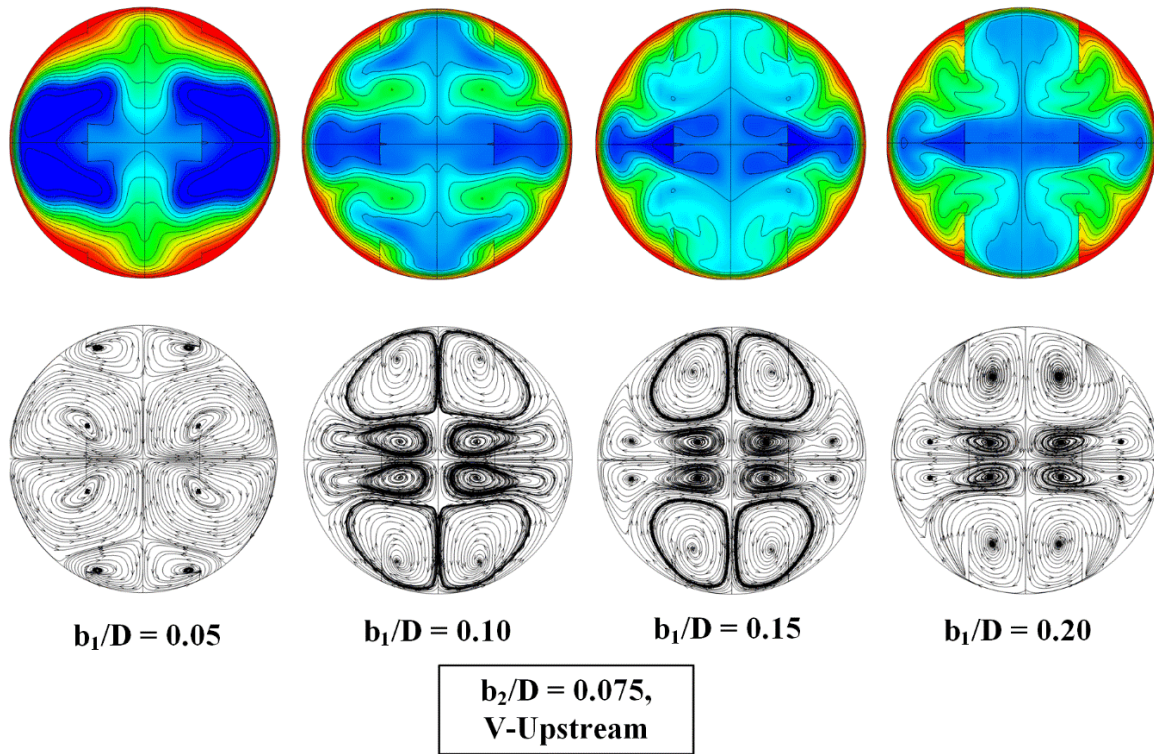 b₁/D = 0.05
b₁/D = 0.10
b₁/D = 0.15
b₁/D = 0.20
b₂/D = 0.075,
V-Upstream